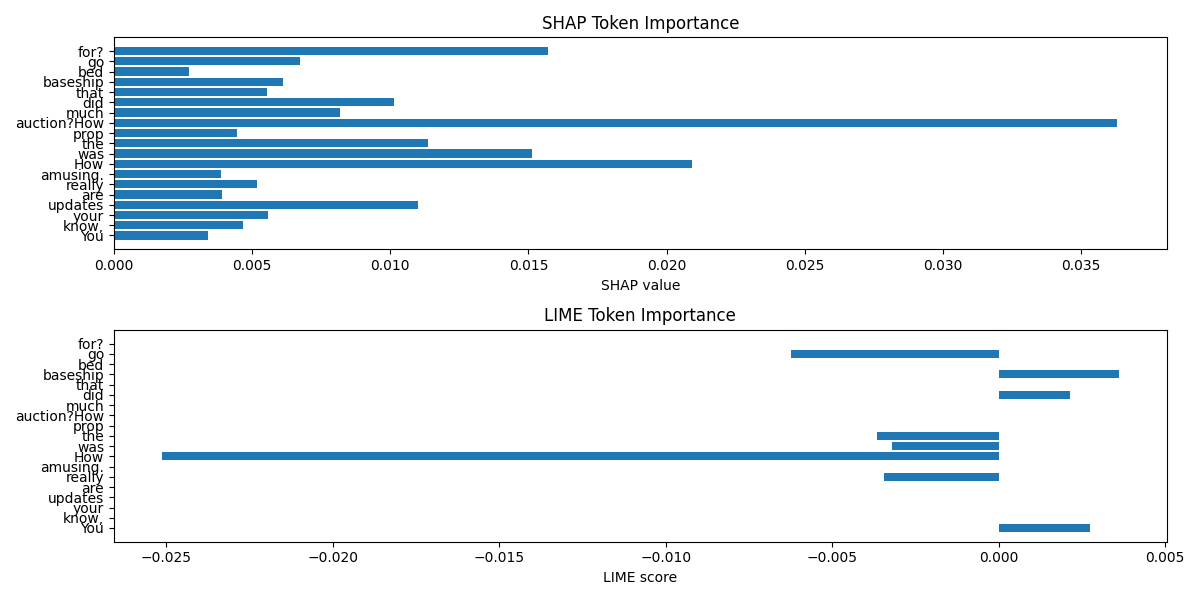 SHAP Token Importance
for?
go
bed
baseship
that
did
much
auction?How
prop
the
was
How
amusing.
really
are
updates
your
know,
You
0.000 0.005 0.010 0.015 0.020 0.025 0.030 0.035
SHAP value
LIME Token Importance
for?
go
bed
baseship
that
did
much
auction?How
prop
the
was
How
amusing.
really
are
updates
your
know,
You
−0.025 −0.020 −0.015 −0.010 −0.005 0.000 0.005
LIME score